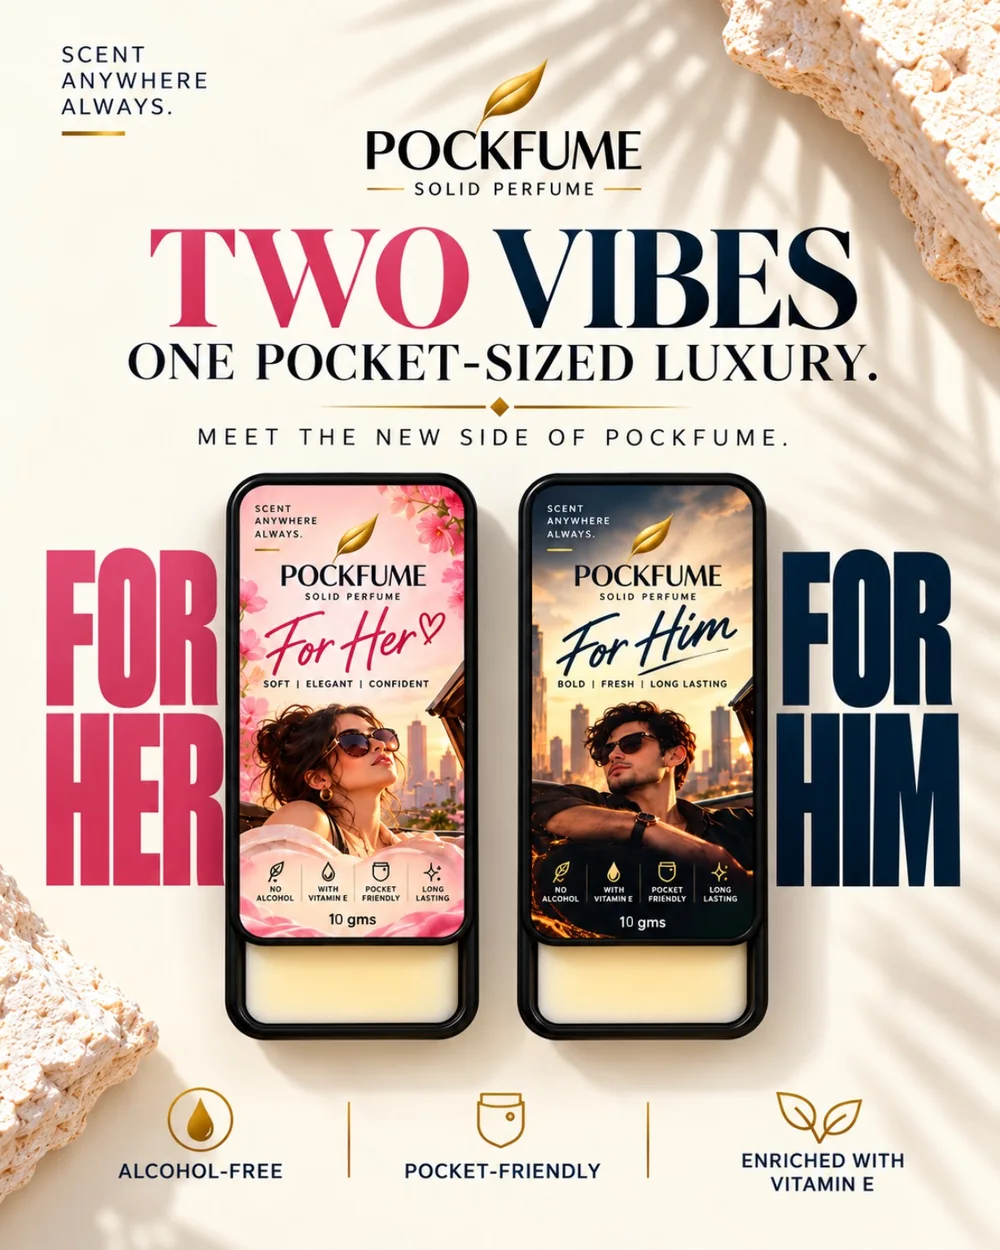 SCENT
ANYWHERE
ALWAYS.
POCKFUME
SOLID PERFUME
TWO VIBES
ONE POCKET-SIZED LUXURY.
MEET THE NEW SIDE OF POCKFUME.
FOR
HER
SCENT
ANYWHERE
ALWAYS.
POCKFUME
SOLID PERFUME
For Her
SOFT | ELEGANT | CONFIDENT
NO
ALCOHOL
WITH
VITAMIN E
POCKET
FRIENDLY
LONG
LASTING
10 gms
SCENT
ANYWHERE
ALWAYS.
POCKFUME
SOLID PERFUME
For Him
BOLD | FRESH | LONG LASTING
NO
ALCOHOL
WITH
VITAMIN E
POCKET
FRIENDLY
LONG
LASTING
10 gms
FOR
HIM
ALCOHOL-FREE
POCKET-FRIENDLY
ENRICHED WITH
VITAMIN E